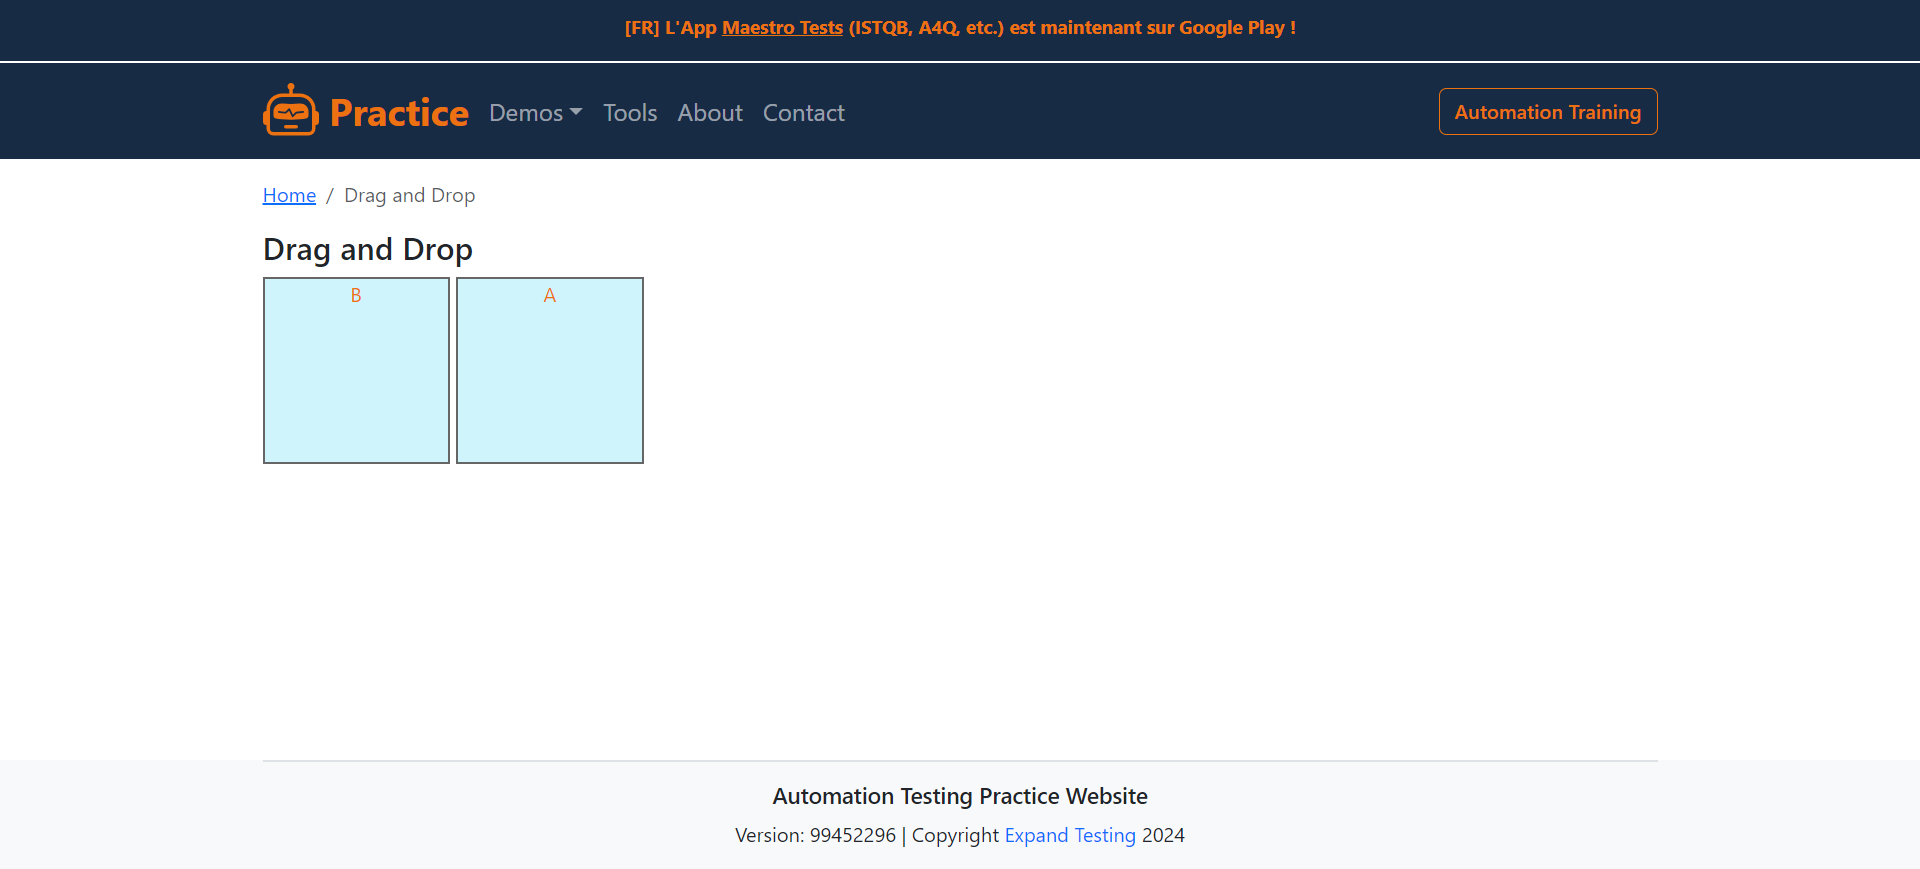 [FR] L'App Maestro Tests (ISTQB, A4Q, etc.) est maintenant sur Google Play !
Practice Demos Tools About Contact Automation Training
Home / Drag and Drop
Drag and Drop
B A
Automation Testing Practice Website
Version: 99452296 | Copyright Expand Testing 2024